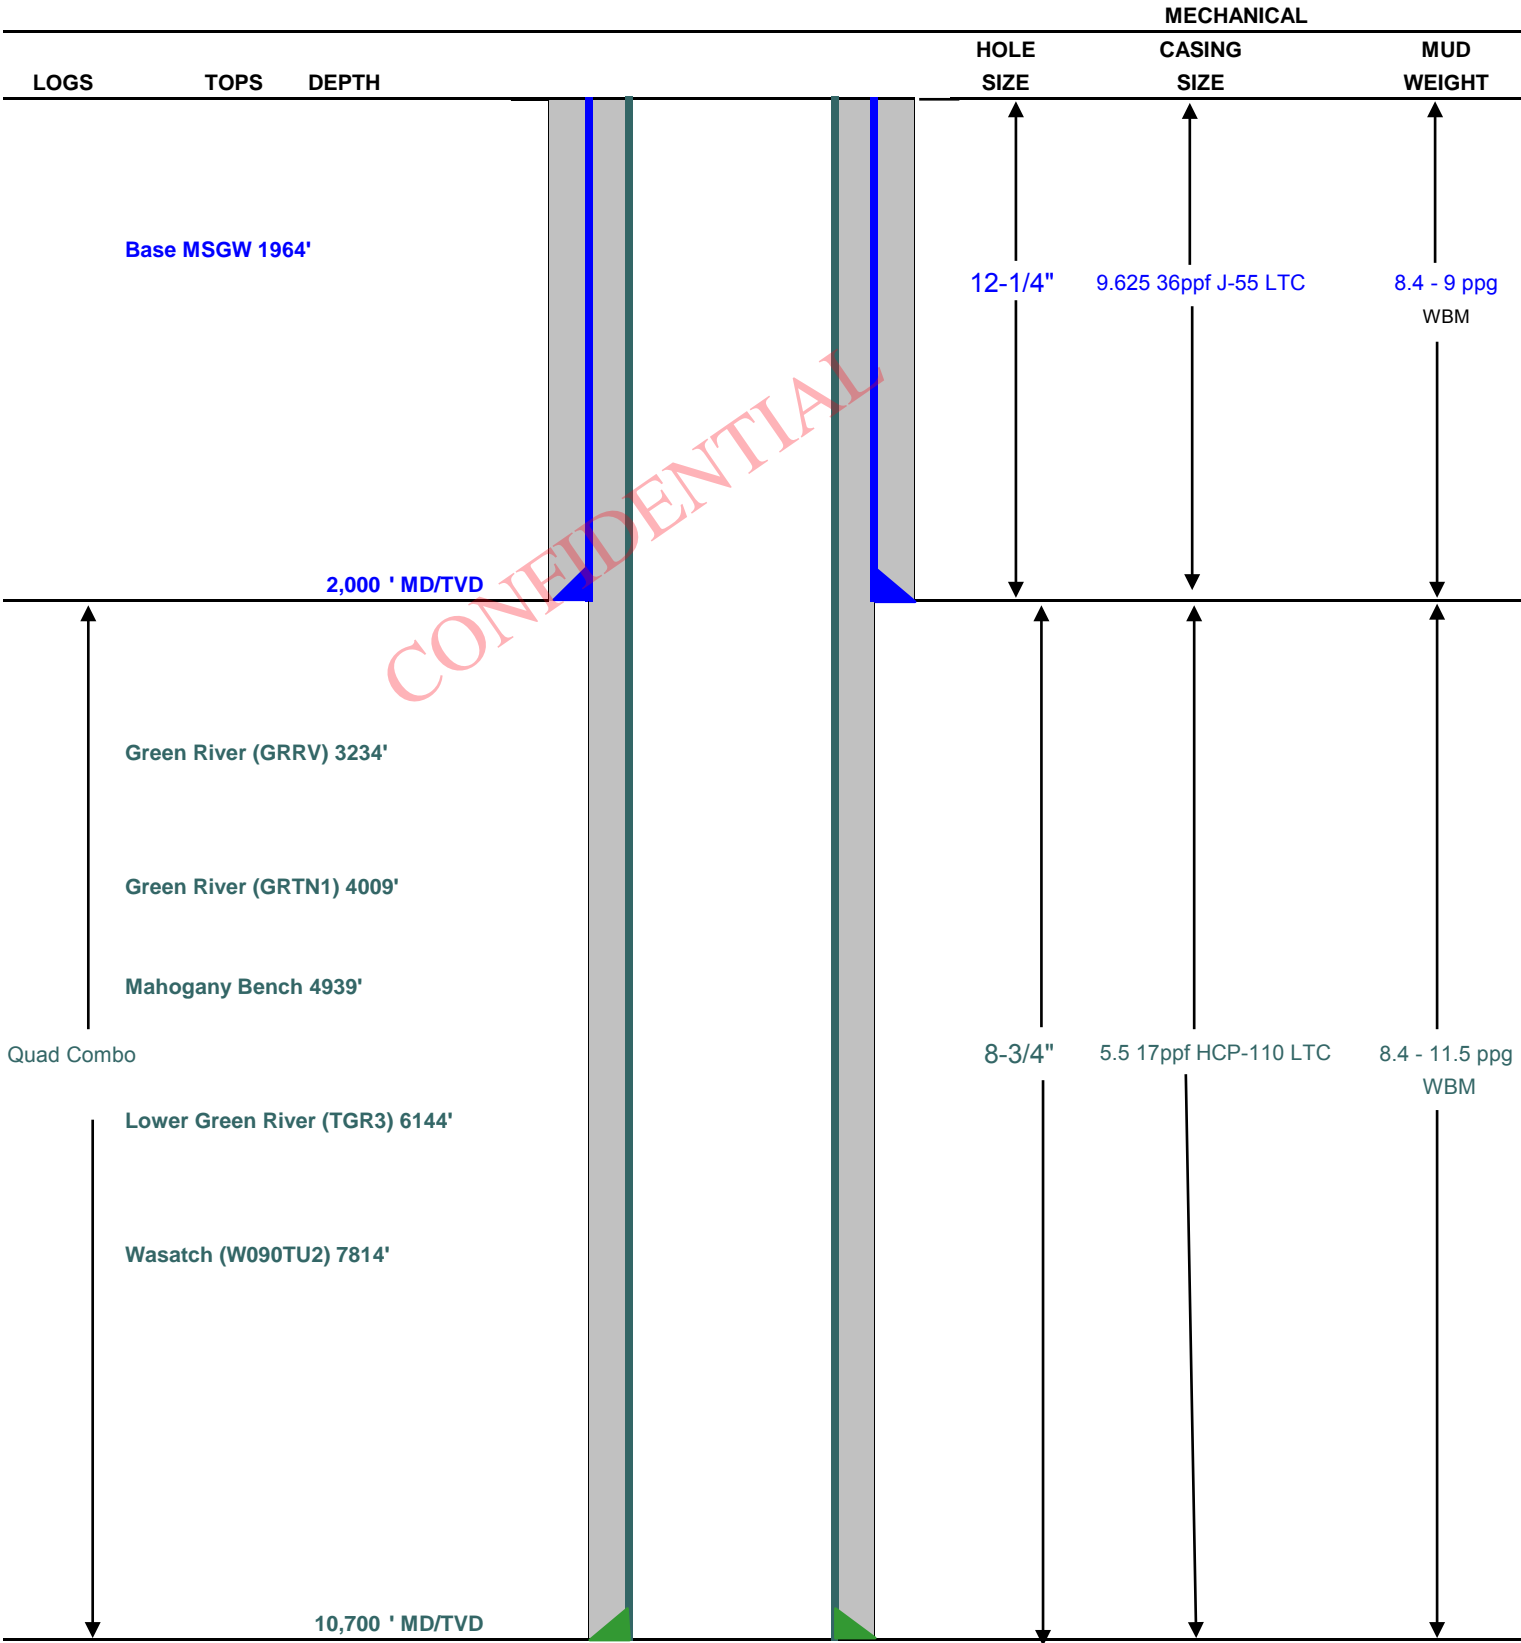 MECHANICAL
HOLE CASING MUD
LOGS TOPS DEPTH SIZE SIZE WEIGHT
Base MSGW 1964'
12-1/4" 9.625 36ppf J-55 LTC 8.4 - 9 ppg
WBM
CONFIDENTIAL
2,000 ' MD/TVD
Green River (GRRV) 3234'
Green River (GRTN1) 4009'
Mahogany Bench 4939'
Quad Combo 8-3/4" 5.5 17ppf HCP-110 LTC 8.4 - 11.5 ppg
WBM
Lower Green River (TGR3) 6144'
Wasatch (W090TU2) 7814'
10,700 ' MD/TVD